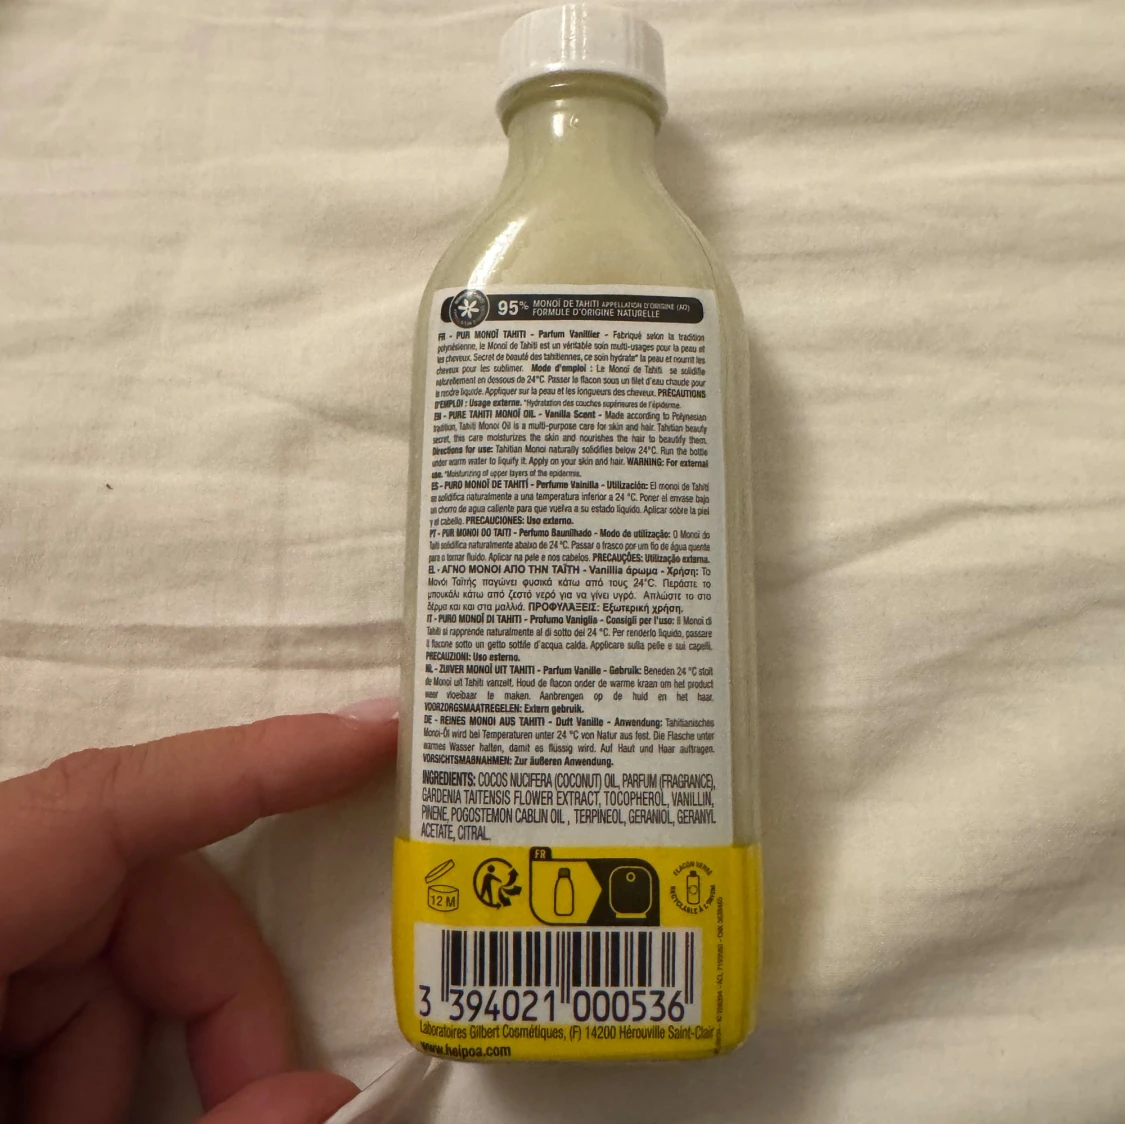 95% MONOÏ DE TAHITI APPELLATION D'ORIGINE (AO)
FORMULE D'ORIGINE NATURELLE
FR - PUR MONOÏ TAHITI - Parfum Vanillier - Fabriqué selon la tradition
polynésienne, le Monoï de Tahiti est un véritable soin multi-usages pour la peau et
les cheveux. Secret de beauté des tahitiennes, ce soin hydrate* la peau et nourrit les
cheveux pour les sublimer. Mode d'emploi : Le Monoï de Tahiti se solidifie
naturellement en dessous de 24°C. Passer le flacon sous un filet d'eau chaude pour
le rendre liquide. Appliquer sur la peau et les longueurs des cheveux. PRÉCAUTIONS
D'EMPLOI : Usage externe. *Hydratation des couches supérieures de l'épiderme.
EN - PURE TAHITI MONOÏ OIL - Vanilla Scent - Made according to Polynesian
tradition, Tahiti Monoi Oil is a multi-purpose care for skin and hair. Tahitian beauty
secret, this care moisturizes the skin and nourishes the hair to beautify them.
Directions for use: Tahitian Monoi naturally solidifies below 24°C. Run the bottle
under warm water to liquify it. Apply on your skin and hair. WARNING: For external
use. *Moisturizing of upper layers of the epidermis.
ES - PURO MONOÏ DE TAHITÍ - Perfume Vainilla - Utilización: El monoi de Tahití
se solidifica naturalmente a una temperatura inferior a 24 °C. Poner el envase bajo
un chorro de agua caliente para que vuelva a su estado líquido. Aplicar sobre la piel
y el cabello. PRECAUCIONES: Uso externo.
PT - PUR MONOI DO TAITI - Perfumo Baunilhado - Modo de utilização: O Monoi do
Taiti solidifica naturalmente abaixo de 24 °C. Passar o frasco por um fio de água quente
para o tornar fluido. Aplicar na pele e nos cabelos. PRECAUÇÕES: Utilização externa.
EL - ΑΓΝΟ ΜΟΝΟΙ ΑΠΟ ΤΗΝ ΤΑΪΤΗ - Vanillia άρωμα - Χρήση: Το
Μονόι Ταϊτής παγώνει φυσικά κάτω από τους 24°C. Περάστε το
μπουκάλι κάτω από ζεστό νερό για να γίνει υγρό. Απλώστε το στο
δέρμα και και στα μαλλιά. ΠΡΟΦΥΛΑΞΕΙΣ: Εξωτερική χρήση.
IT - PURO MONOÏ DI TAHITI - Profumo Vaniglia - Consigli per l'uso: Il Monoi di
Tahiti si rapprende naturalmente al di sotto dei 24 °C. Per renderlo liquido, passare
il flacone sotto un getto sottile d'acqua calda. Applicare sulla pelle e sui capelli.
PRECAUZIONI: Uso esterno.
NL - ZUIVER MONOÏ UIT TAHITI - Parfum Vanille - Gebruik: Beneden 24 °C stolt
de Monoï uit Tahiti vanzelf. Houd de flacon onder de warme kraan om het product
weer vloeibaar te maken. Aanbrengen op de huid en het haar.
VOORZORGSMAATREGELEN: Extern gebruik.
DE - REINES MONOI AUS TAHITI - Duft Vanille - Anwendung: Tahitianisches
Monoi-Öl wird bei Temperaturen unter 24 °C von Natur aus fest. Die Flasche unter
warmes Wasser halten, damit es flüssig wird. Auf Haut und Haar auftragen.
VORSICHTSMAßNAHMEN: Zur äußeren Anwendung.
INGREDIENTS: COCOS NUCIFERA (COCONUT) OIL, PARFUM (FRAGRANCE),
GARDENIA TAITENSIS FLOWER EXTRACT, TOCOPHEROL, VANILLIN,
PINENE, POGOSTEMON CABLIN OIL , TERPINEOL, GERANIOL, GERANYL
ACETATE, CITRAL.
12 M
FR
FLACON VERRE
RECYCLABLE À L'INFINI
3 394021 000536
Laboratoires Gilbert Cosmétiques, (F) 14200 Hérouville Saint-Clair
www.heipoa.com